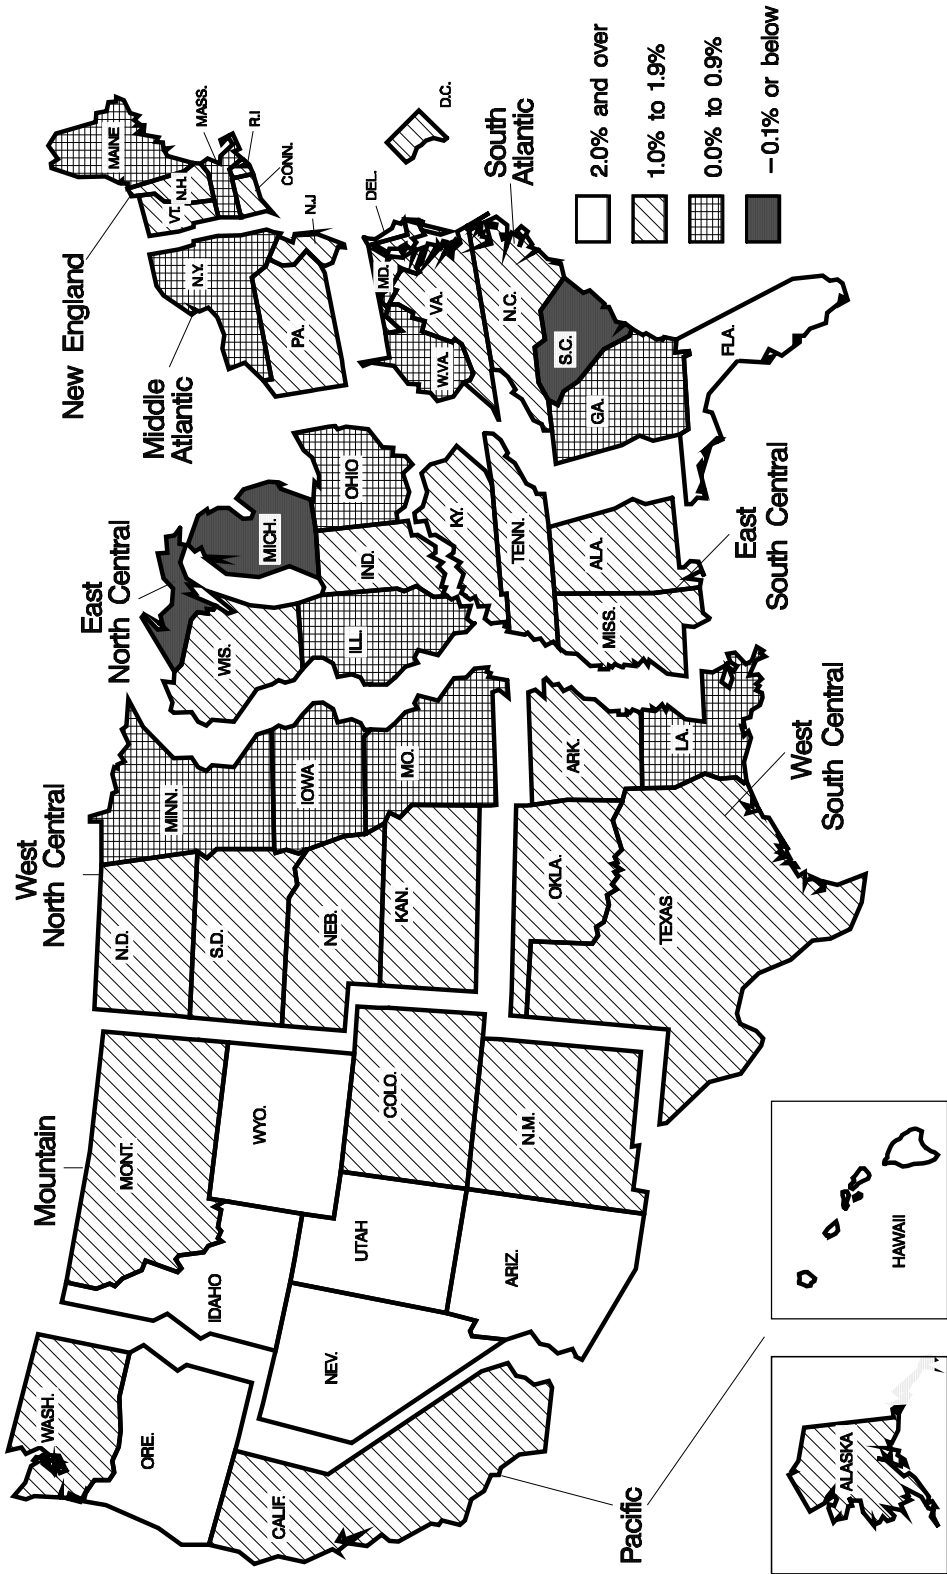 Pacific
Mountain
West
North Central
East
North Central
Middle
Atlantic
New England
South
Atlantic
East
South Central
West
South Central
WASH.
ORE.
CALIF.
NEV.
IDAHO
MONT.
WYO.
UTAH
ARIZ.
COLO.
N.M.
N.D.
S.D.
NEB.
KAN.
MINN.
IOWA
MO.
OKLA.
TEXAS
ARK.
LA.
WIS.
MICH.
ILL.
IND.
OHIO
KY.
TENN.
MISS.
ALA.
N.Y.
PA.
N.J
MAINE
VT.
N.H.
MASS.
R.I
CONN.
MD.
DEL.
D.C.
W.VA.
VA.
N.C.
S.C.
GA.
FLA.
ALASKA
HAWAII
2.0% and over
1.0% to 1.9%
0.0% to 0.9%
−0.1% or below